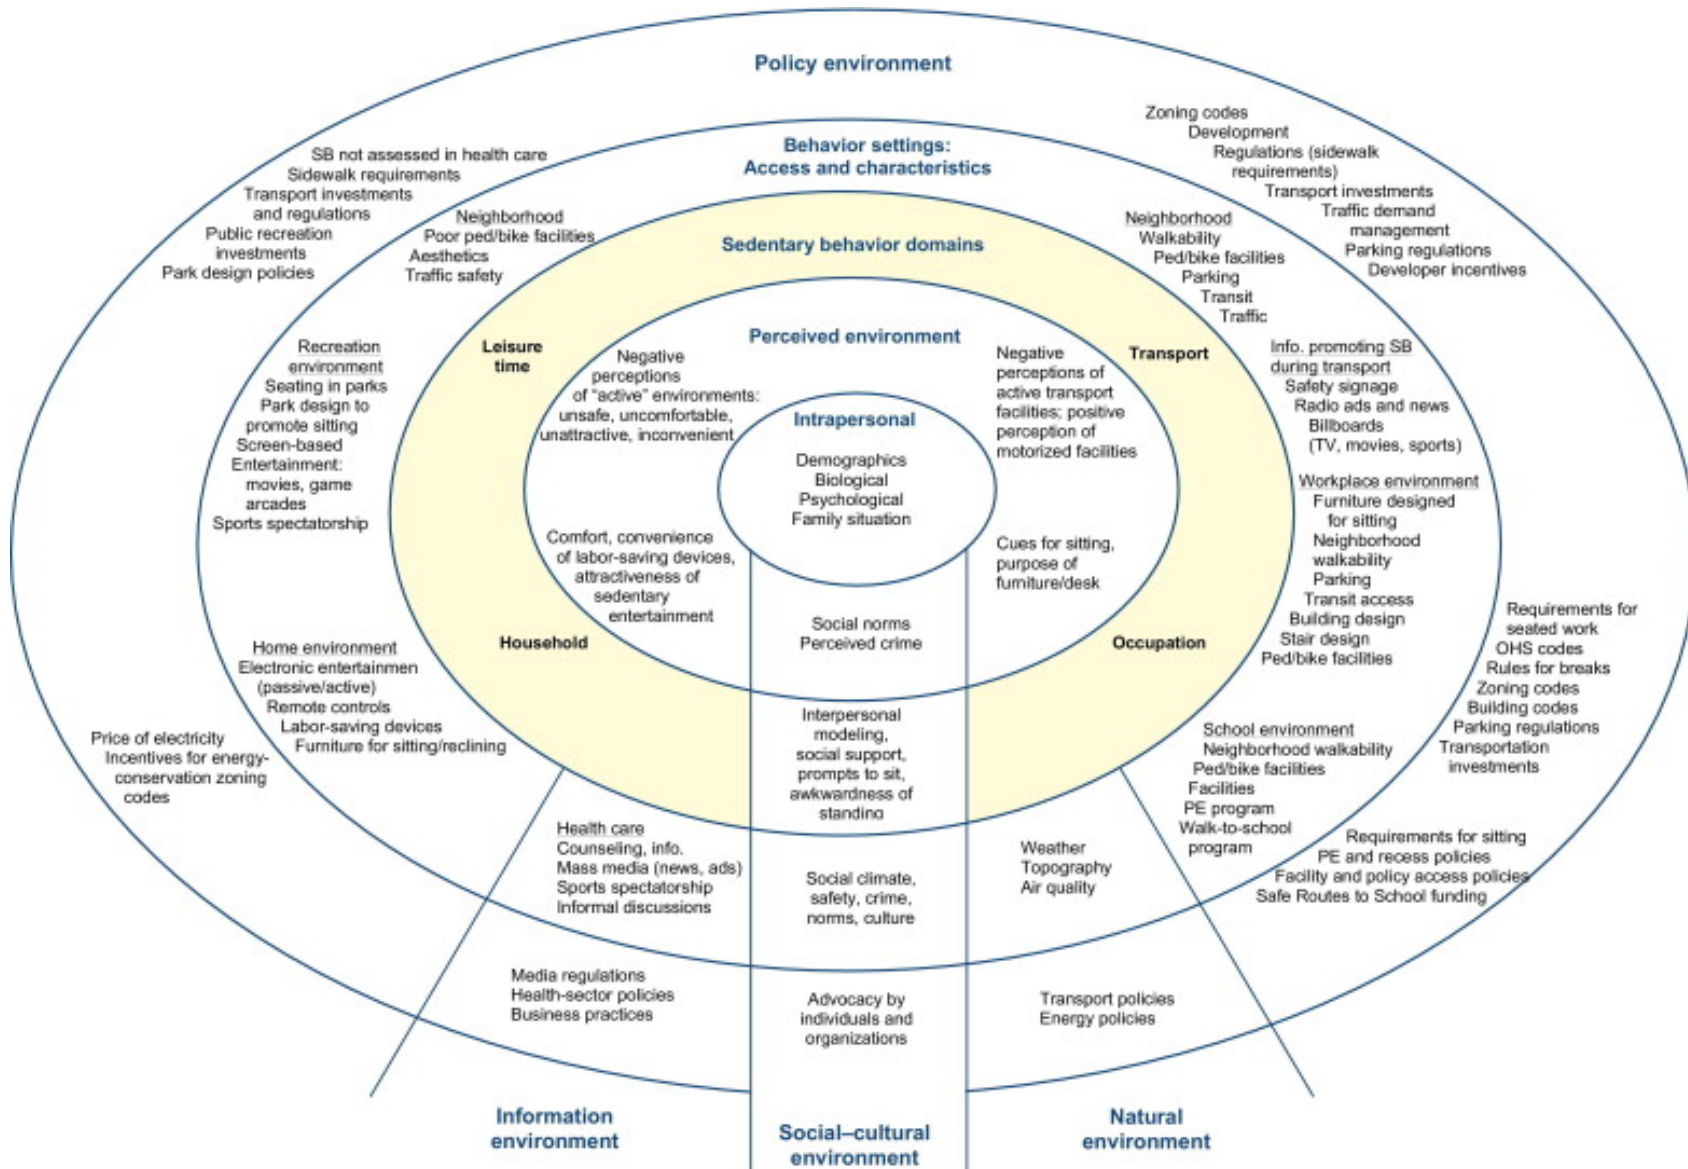 Policy environment
SB not assessed in health care
Sidewalk requirements
Transport investments
and regulations
Public recreation
investments
Park design policies
Zoning codes
Development
Regulations (sidewalk
requirements)
Transport investments
Traffic demand
management
Parking regulations
Developer incentives
Behavior settings:
Access and characteristics
Neighborhood
Poor ped/bike facilities
Aesthetics
Traffic safety
Neighborhood
Walkability
Ped/bike facilities
Parking
Transit
Traffic
Sedentary behavior domains
Leisure
time
Transport
Perceived environment
Negative
perceptions
of “active” environments:
unsafe, uncomfortable,
unattractive, inconvenient
Negative
perceptions of
active transport
facilities; positive
perception of
motorized facilities
Recreation
environment
Seating in parks
Park design to
promote sitting
Screen-based
Entertainment:
movies, game
arcades
Sports spectatorship
Info. promoting SB
during transport
Safety signage
Radio ads and news
Billboards
(TV, movies, sports)
Intrapersonal
Demographics
Biological
Psychological
Family situation
Workplace environment
Furniture designed
for sitting
Neighborhood
walkability
Parking
Transit access
Building design
Stair design
Ped/bike facilities
Comfort, convenience
of labor-saving devices,
attractiveness of
sedentary
entertainment
Cues for sitting,
purpose of
furniture/desk
Social norms
Perceived crime
Household
Occupation
Home environment
Electronic entertainmen
(passive/active)
Remote controls
Labor-saving devices
Furniture for sitting/reclining
Requirements for
seated work
OHS codes
Rules for breaks
Zoning codes
Building codes
Parking regulations
Transportation
investments
Price of electricity
Incentives for energy-
conservation zoning
codes
Interpersonal
modeling,
social support,
prompts to sit,
awkwardness of
standing
School environment
Neighborhood walkability
Ped/bike facilities
Facilities
PE program
Walk-to-school
program
Health care
Counseling, info.
Mass media (news, ads)
Sports spectatorship
Informal discussions
Social climate,
safety, crime,
norms, culture
Weather
Topography
Air quality
Requirements for sitting
PE and recess policies
Facility and policy access policies
Safe Routes to School funding
Media regulations
Health-sector policies
Business practices
Advocacy by
individuals and
organizations
Transport policies
Energy policies
Information
environment
Social–cultural
environment
Natural
environment